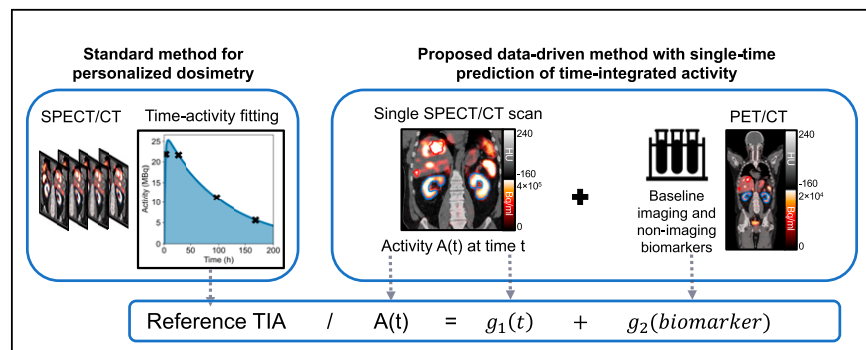 Standard method for
personalized dosimetry
Proposed data-driven method with single-time
prediction of time-integrated activity
SPECT/CT
Time-activity fitting
Activity (MBq)
25
20
15
10
5
0
0
50
100
150
200
Time (h)
Single SPECT/CT scan
240
HU
-160
4×10⁵
Bq/ml
0
Activity A(t) at time t
Baseline
imaging and
non-imaging
biomarkers
PET/CT
240
HU
-160
2×10⁴
Bq/ml
0
Reference TIA / A(t) = g₁(t) + g₂(biomarker)